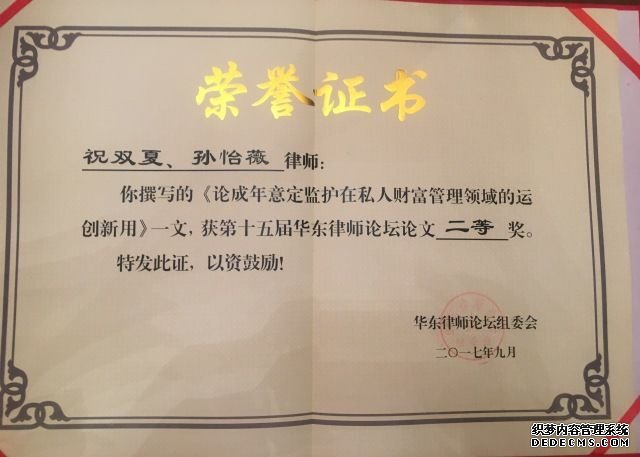 荣誉证书
祝双夏、孙怡薇律师:
你撰写的《论成年意定监护在私人财富管理领域的运
创新用》一文,获第十五届华东律师论坛论文二等奖。
特发此证,以资鼓励!
华东律师论坛组委会
二〇一七年九月
织梦内容管理系统
DEDECMS.COM